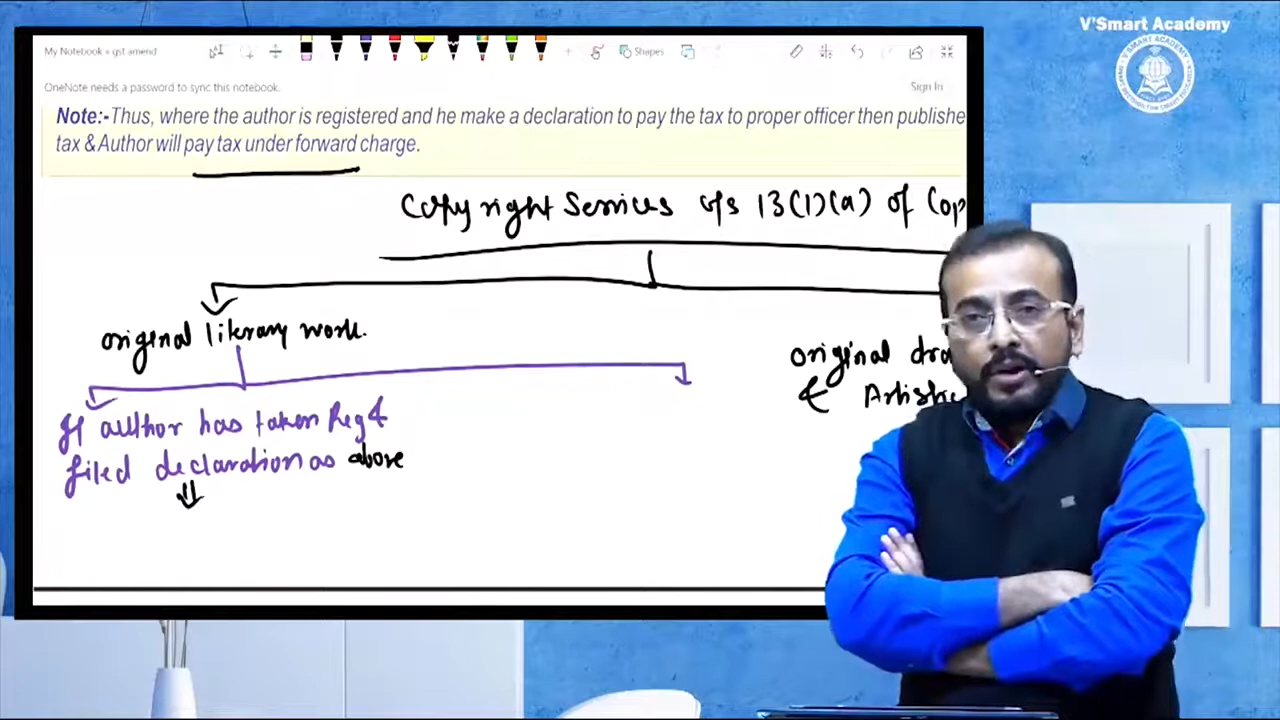 V'Smart Academy
My Notebook » gst amend
Shapes
OneNote needs a password to sync this notebook.
Sign In
Note:-Thus, where the author is registered and he make a declaration to pay the tax to proper officer then publishe
tax & Author will pay tax under forward charge.
Copyright Services u/s 13(1)(a) of Cop
original literary work.
original dra
& Artistic
If author has taken Reg &
filed declaration as above